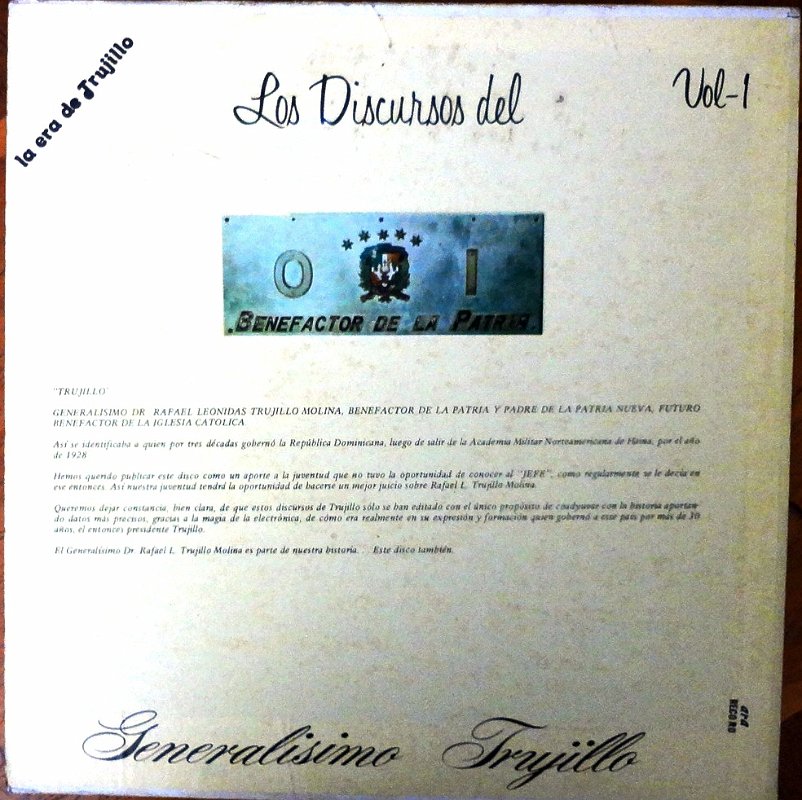 la era de Trujillo
Los Discursos del
Vol-1
0 1
BENEFACTOR DE LA PATRIA
"TRUJILLO"
GENERALISIMO DR. RAFAEL LEONIDAS TRUJILLO MOLINA, BENEFACTOR DE LA PATRIA Y PADRE DE LA PATRIA NUEVA, FUTURO
BENEFACTOR DE LA IGLESIA CATOLICA
Así se identificaba a quien por tres décadas gobernó la República Dominicana, luego de salir de la Academia Militar Norteamericana de Haina, por el año
de 1928
Hemos querido publicar este disco como un aporte a la juventud que no tuvo la oportunidad de conocer al "JEFE", como regularmente se le decía en
ese entonces. Así nuestra juventud tendrá la oportunidad de hacerse un mejor juicio sobre Rafael L. Trujillo Molina.
Queremos dejar constancia, bien clara, de que estos discursos de Trujillo sólo se han editado con el único propósito de coadyuvar con la historia aportan-
do datos más precisos, gracias a la magia de la electrónica, de cómo era realmente en su expresión y formación quien gobernó a este país por más de 30
años, el entonces presidente Trujillo.
El Generalísimo Dr. Rafael L. Trujillo Molina es parte de nuestra historia. . . Este disco también.
RECORD
Generalisimo Trujillo